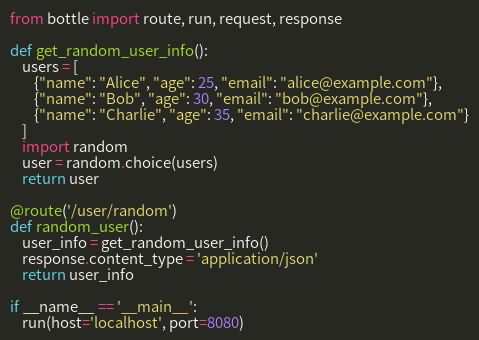 from bottle import route, run, request, response

def get_random_user_info():
    users = [
        {"name": "Alice", "age": 25, "email": "alice@example.com"},
        {"name": "Bob", "age": 30, "email": "bob@example.com"},
        {"name": "Charlie", "age": 35, "email": "charlie@example.com"}
    ]
    import random
    user = random.choice(users)
    return user

@route('/user/random')
def random_user():
    user_info = get_random_user_info()
    response.content_type = 'application/json'
    return user_info

if __name__ == '__main__':
    run(host='localhost', port=8080)